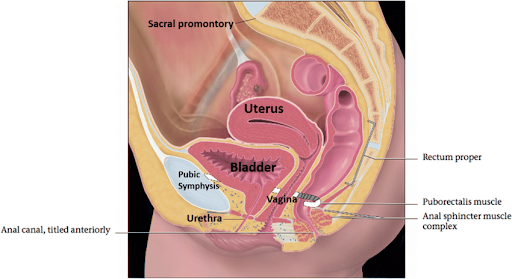 Sacral promontory
Uterus
Bladder
Rectum proper
Pubic
Symphysis
Vagina
Puborectalis muscle
Urethra
Anal sphincter muscle
complex
Anal canal, titled anteriorly